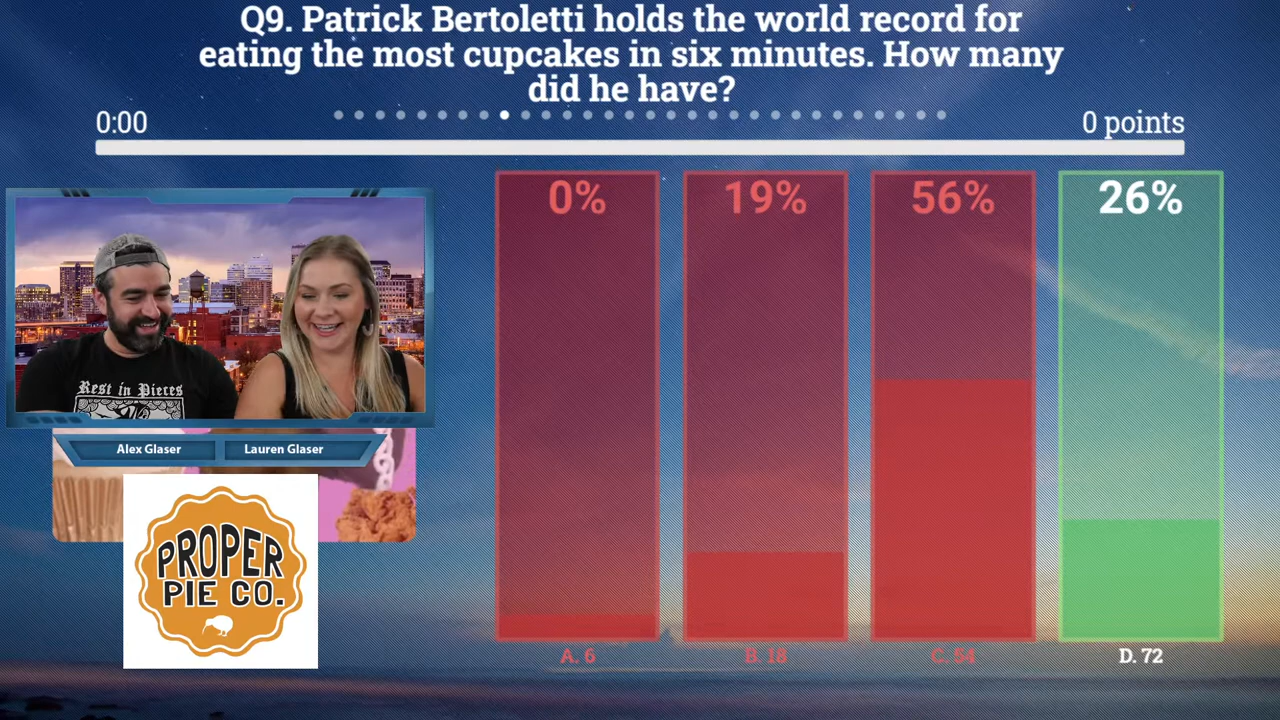 Q9. Patrick Bertoletti holds the world record for
eating the most cupcakes in six minutes. How many
did he have?
0:00
0 points
0%
19%
56%
26%
Rest in Pieces
Alex Glaser
Lauren Glaser
PROPER
PIE CO.
A. 6
B. 18
C. 54
D. 72